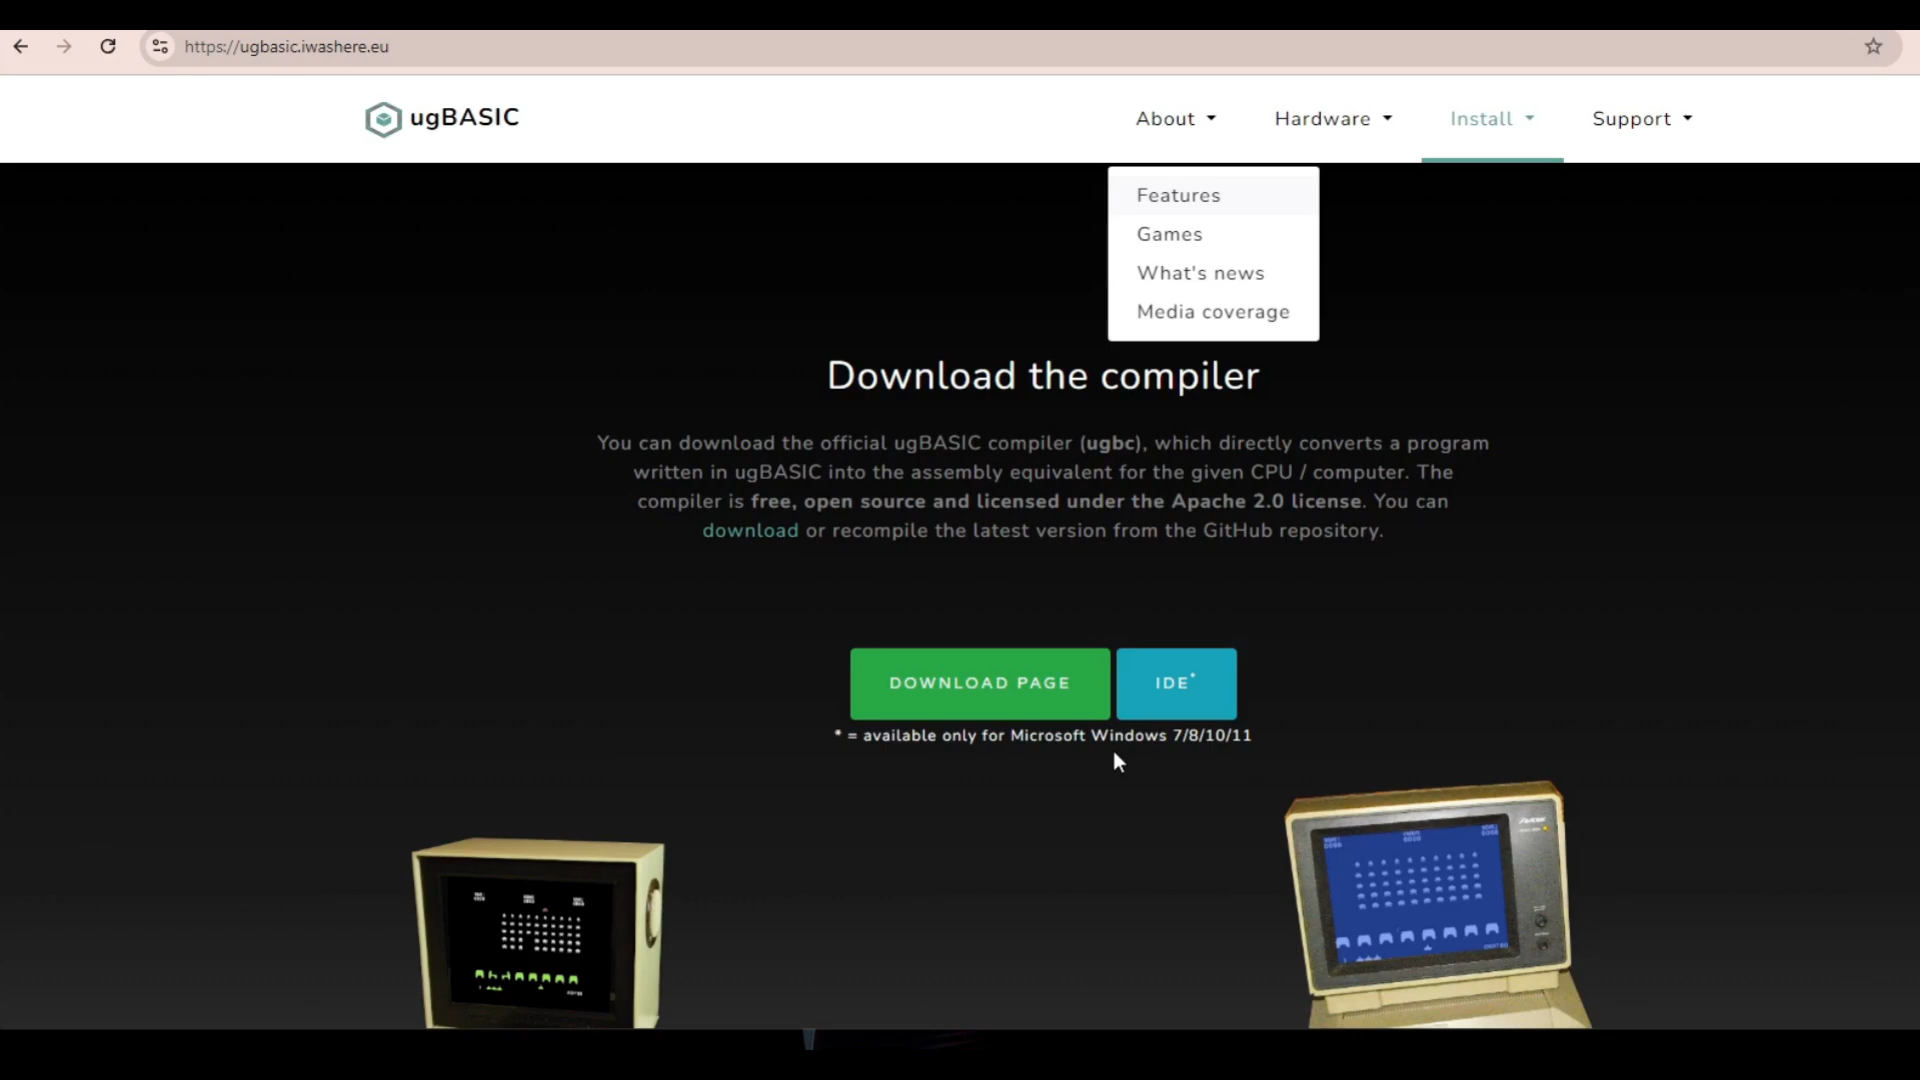 https://ugbasic.iwashere.eu
ugBASIC
About
Hardware
Install
Support
Features
Games
What's news
Media coverage
Download the compiler
You can download the official ugBASIC compiler (ugbc), which directly converts a program
written in ugBASIC into the assembly equivalent for the given CPU / computer. The
compiler is free, open source and licensed under the Apache 2.0 license. You can
download or recompile the latest version from the GitHub repository.
DOWNLOAD PAGE
IDE*
* = available only for Microsoft Windows 7/8/10/11